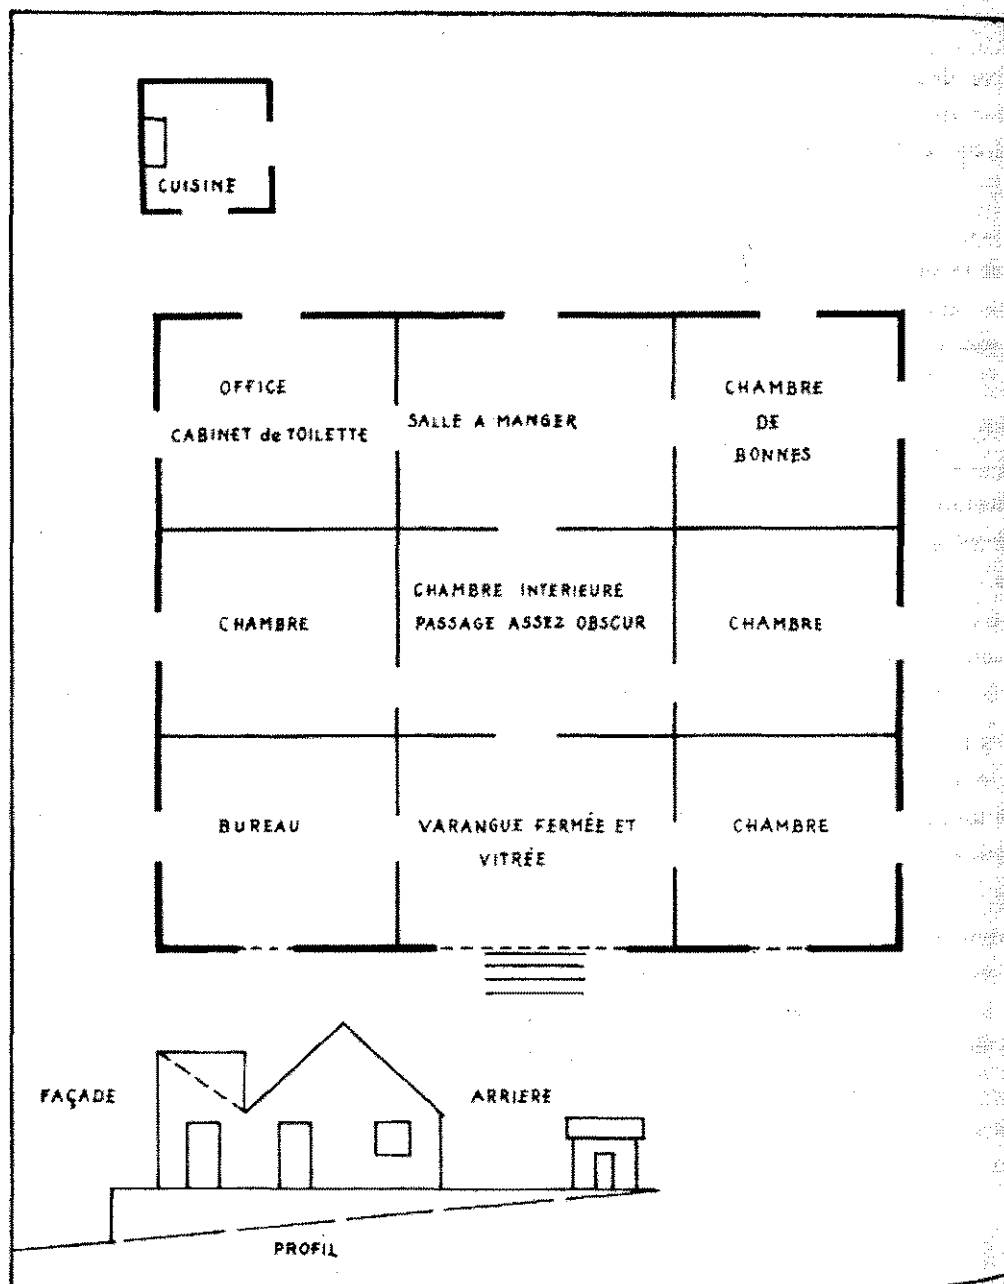 CUISINE
OFFICE
CABINET de TOILETTE
SALLE A MANGER
CHAMBRE
DE
BONNES
CHAMBRE
CHAMBRE INTERIEURE
PASSAGE ASSEZ OBSCUR
CHAMBRE
BUREAU
VARANGUE FERMÉE ET
VITRÉE
CHAMBRE
FAÇADE
ARRIERE
PROFIL